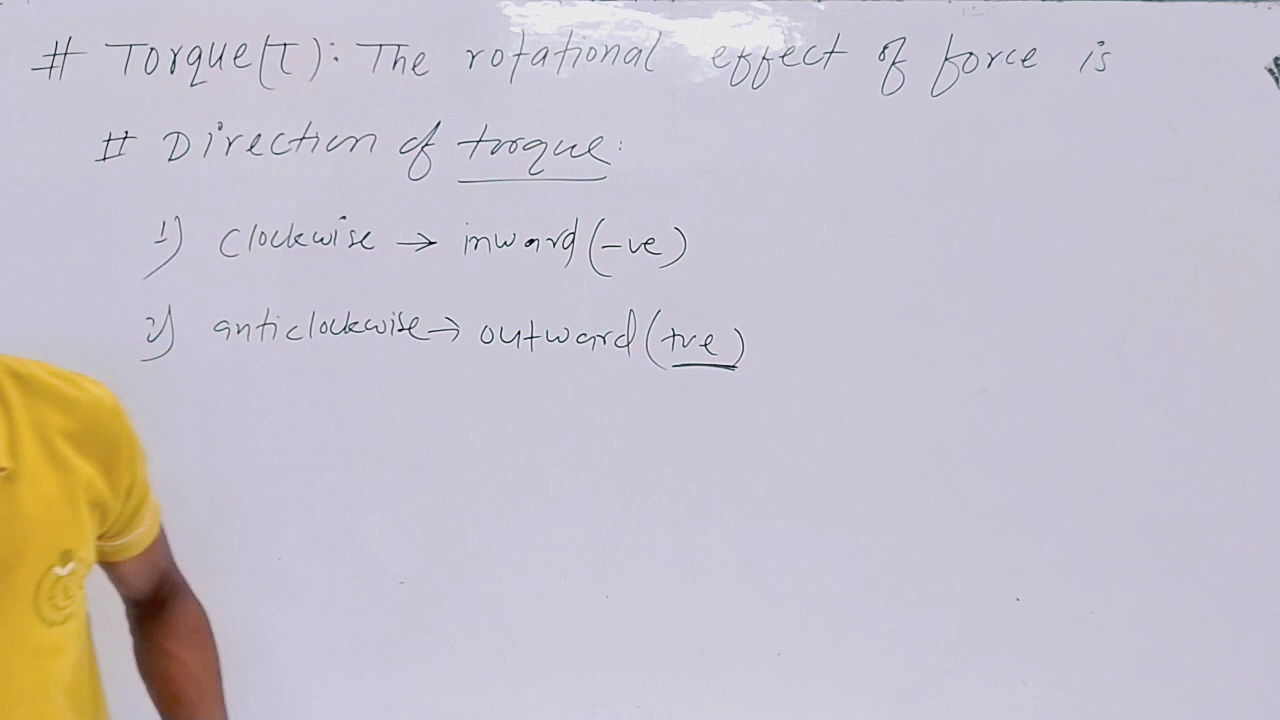 # Torque(τ): The rotational effect of force is
# Direction of torque:
1) Clockwise → inward (-ve)
2) anticlockwise → outward (+ve)